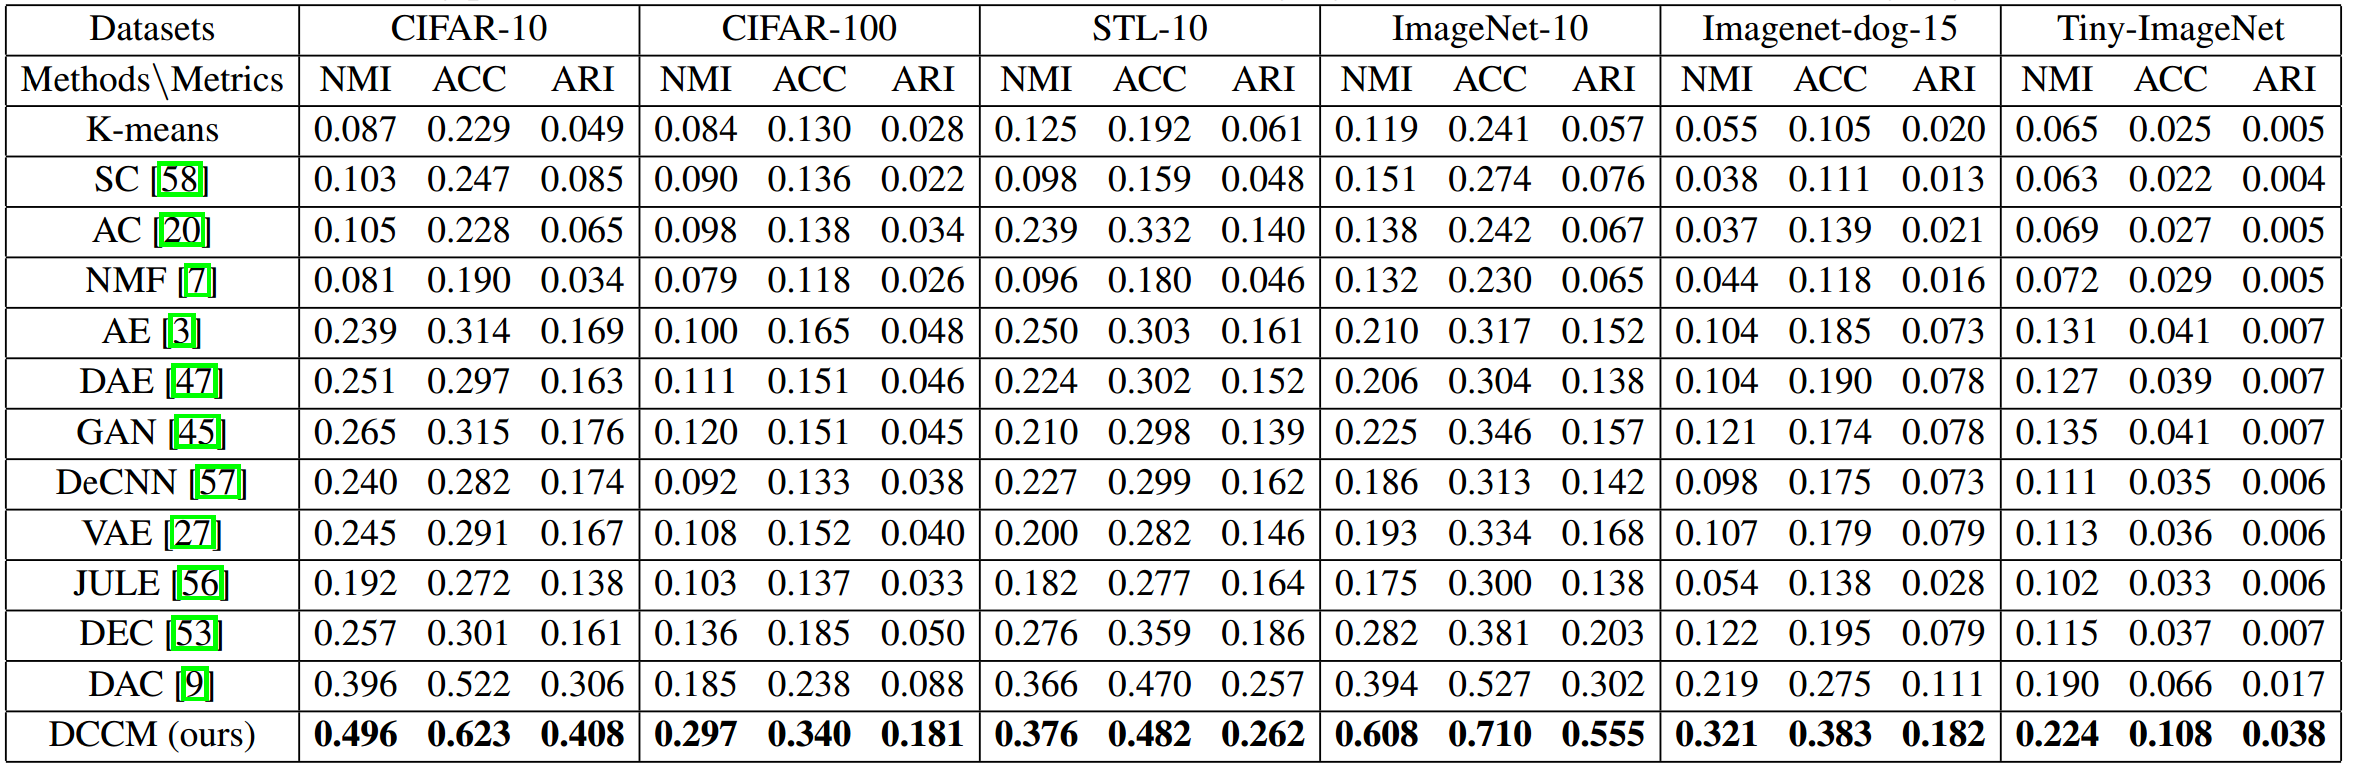 Datasets CIFAR-10 CIFAR-100 STL-10 ImageNet-10 Imagenet-dog-15 Tiny-ImageNet
Methods\Metrics NMI ACC ARI NMI ACC ARI NMI ACC ARI NMI ACC ARI NMI ACC ARI NMI ACC ARI
K-means 0.087 0.229 0.049 0.084 0.130 0.028 0.125 0.192 0.061 0.119 0.241 0.057 0.055 0.105 0.020 0.065 0.025 0.005
SC [58] 0.103 0.247 0.085 0.090 0.136 0.022 0.098 0.159 0.048 0.151 0.274 0.076 0.038 0.111 0.013 0.063 0.022 0.004
AC [20] 0.105 0.228 0.065 0.098 0.138 0.034 0.239 0.332 0.140 0.138 0.242 0.067 0.037 0.139 0.021 0.069 0.027 0.005
NMF [7] 0.081 0.190 0.034 0.079 0.118 0.026 0.096 0.180 0.046 0.132 0.230 0.065 0.044 0.118 0.016 0.072 0.029 0.005
AE [3] 0.239 0.314 0.169 0.100 0.165 0.048 0.250 0.303 0.161 0.210 0.317 0.152 0.104 0.185 0.073 0.131 0.041 0.007
DAE [47] 0.251 0.297 0.163 0.111 0.151 0.046 0.224 0.302 0.152 0.206 0.304 0.138 0.104 0.190 0.078 0.127 0.039 0.007
GAN [45] 0.265 0.315 0.176 0.120 0.151 0.045 0.210 0.298 0.139 0.225 0.346 0.157 0.121 0.174 0.078 0.135 0.041 0.007
DeCNN [57] 0.240 0.282 0.174 0.092 0.133 0.038 0.227 0.299 0.162 0.186 0.313 0.142 0.098 0.175 0.073 0.111 0.035 0.006
VAE [27] 0.245 0.291 0.167 0.108 0.152 0.040 0.200 0.282 0.146 0.193 0.334 0.168 0.107 0.179 0.079 0.113 0.036 0.006
JULE [56] 0.192 0.272 0.138 0.103 0.137 0.033 0.182 0.277 0.164 0.175 0.300 0.138 0.054 0.138 0.028 0.102 0.033 0.006
DEC [53] 0.257 0.301 0.161 0.136 0.185 0.050 0.276 0.359 0.186 0.282 0.381 0.203 0.122 0.195 0.079 0.115 0.037 0.007
DAC [9] 0.396 0.522 0.306 0.185 0.238 0.088 0.366 0.470 0.257 0.394 0.527 0.302 0.219 0.275 0.111 0.190 0.066 0.017
DCCM (ours) 0.496 0.623 0.408 0.297 0.340 0.181 0.376 0.482 0.262 0.608 0.710 0.555 0.321 0.383 0.182 0.224 0.108 0.038